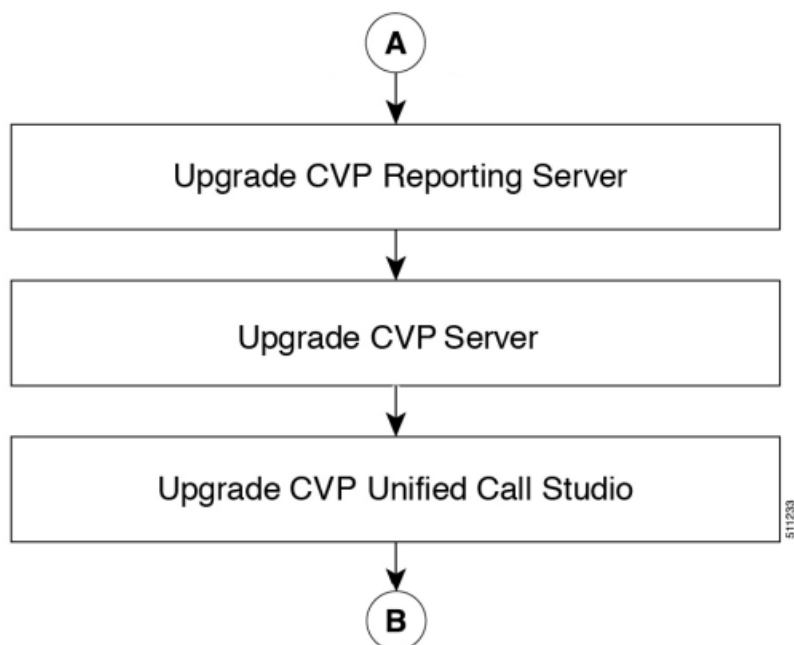 A
Upgrade CVP Reporting Server
Upgrade CVP Server
Upgrade CVP Unified Call Studio
511233
B